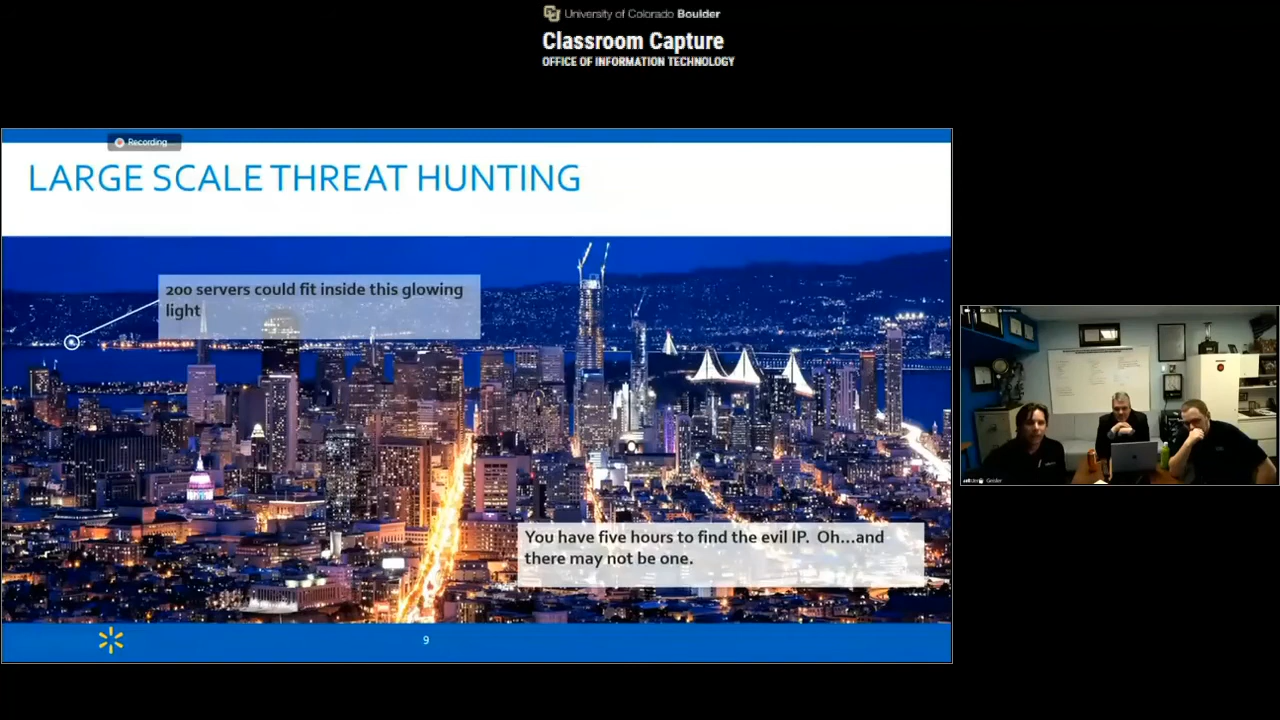 University of Colorado Boulder
Classroom Capture
OFFICE OF INFORMATION TECHNOLOGY
Recording
LARGE SCALE THREAT HUNTING
200 servers could fit inside this glowing
light
You have five hours to find the evil IP.  Oh...and
there may not be one.
9